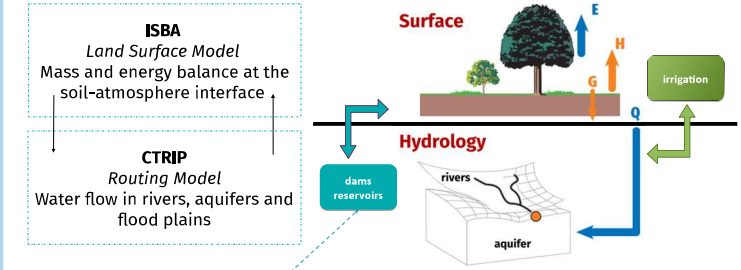 ISBA
Land Surface Model
Mass and energy balance at the
soil-atmosphere interface
CTRIP
Routing Model
Water flow in rivers, aquifers and
flood plains
Surface
E
H
G
Q
irrigation
Hydrology
dams
reservoirs
rivers
aquifer